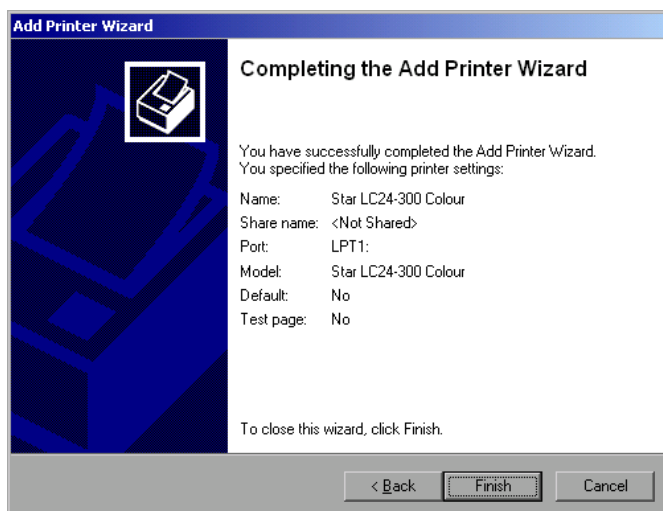 Add Printer Wizard
Completing the Add Printer Wizard
You have successfully completed the Add Printer Wizard.
You specified the following printer settings:
Name: Star LC24-300 Colour
Share name: <Not Shared>
Port: LPT1:
Model: Star LC24-300 Colour
Default: No
Test page: No
To close this wizard, click Finish.
< Back Finish Cancel